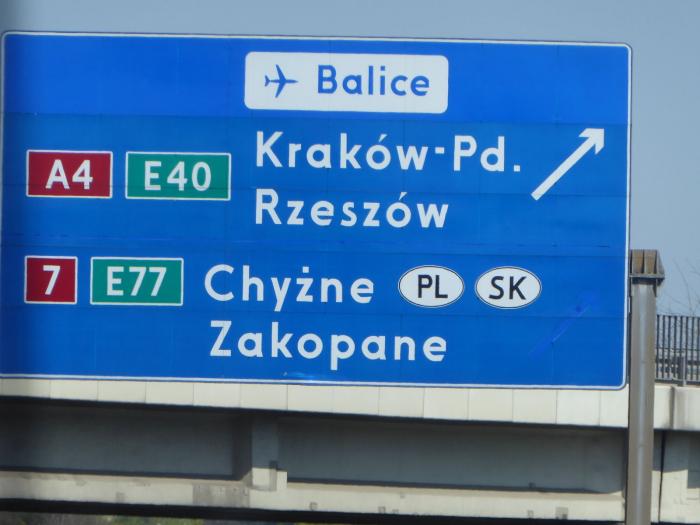 Balice
A4 E40 Kraków-Pd.
Rzeszów
7 E77 Chyżne PL SK
Zakopane